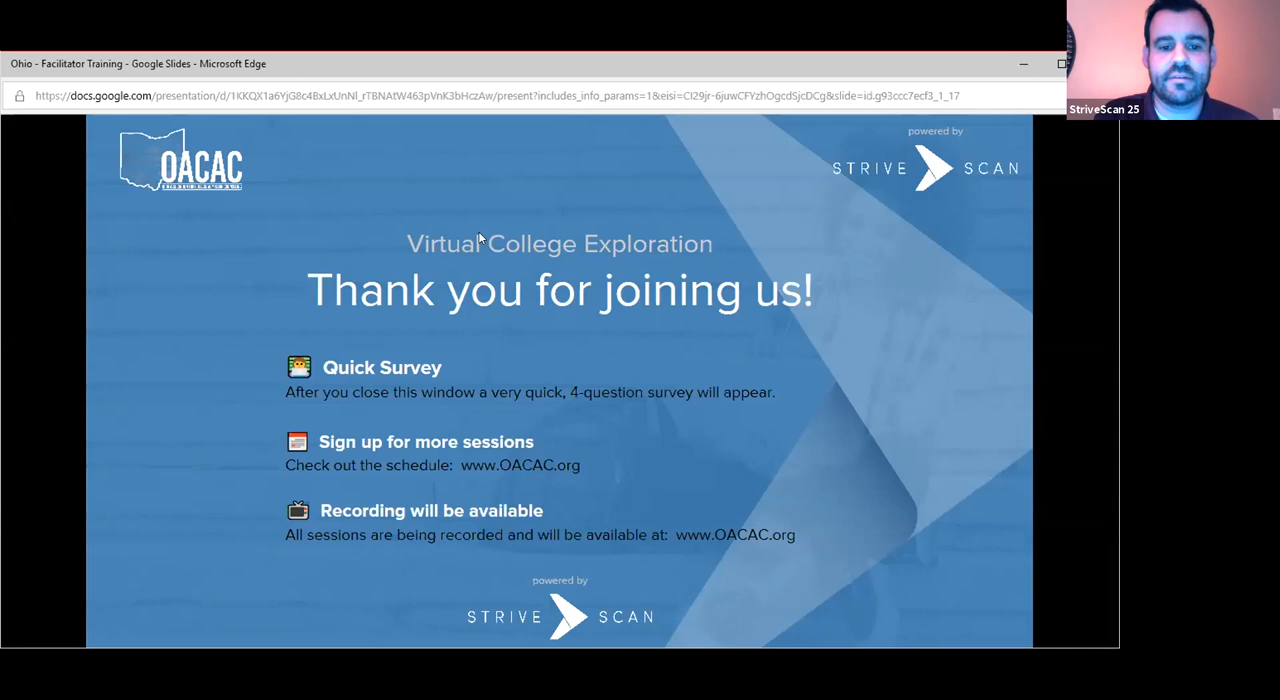 Ohio - Facilitator Training - Google Slides - Microsoft Edge
https://docs.google.com/presentation/d/1KKQX1a6YjG8c4BxLxUnNl_rTBNAtW463pVnK3bHczAw/present?includes_info_params=1&eisi=CI29jr-6juwCFYzhOgcdSjcDCg&slide=id.g93ccc7ecf3_1_17
StriveScan 25
OACAC
powered by
STRIVE SCAN
Virtual College Exploration
Thank you for joining us!
Quick Survey
After you close this window a very quick, 4-question survey will appear.
Sign up for more sessions
Check out the schedule: www.OACAC.org
Recording will be available
All sessions are being recorded and will be available at: www.OACAC.org
powered by
STRIVE SCAN